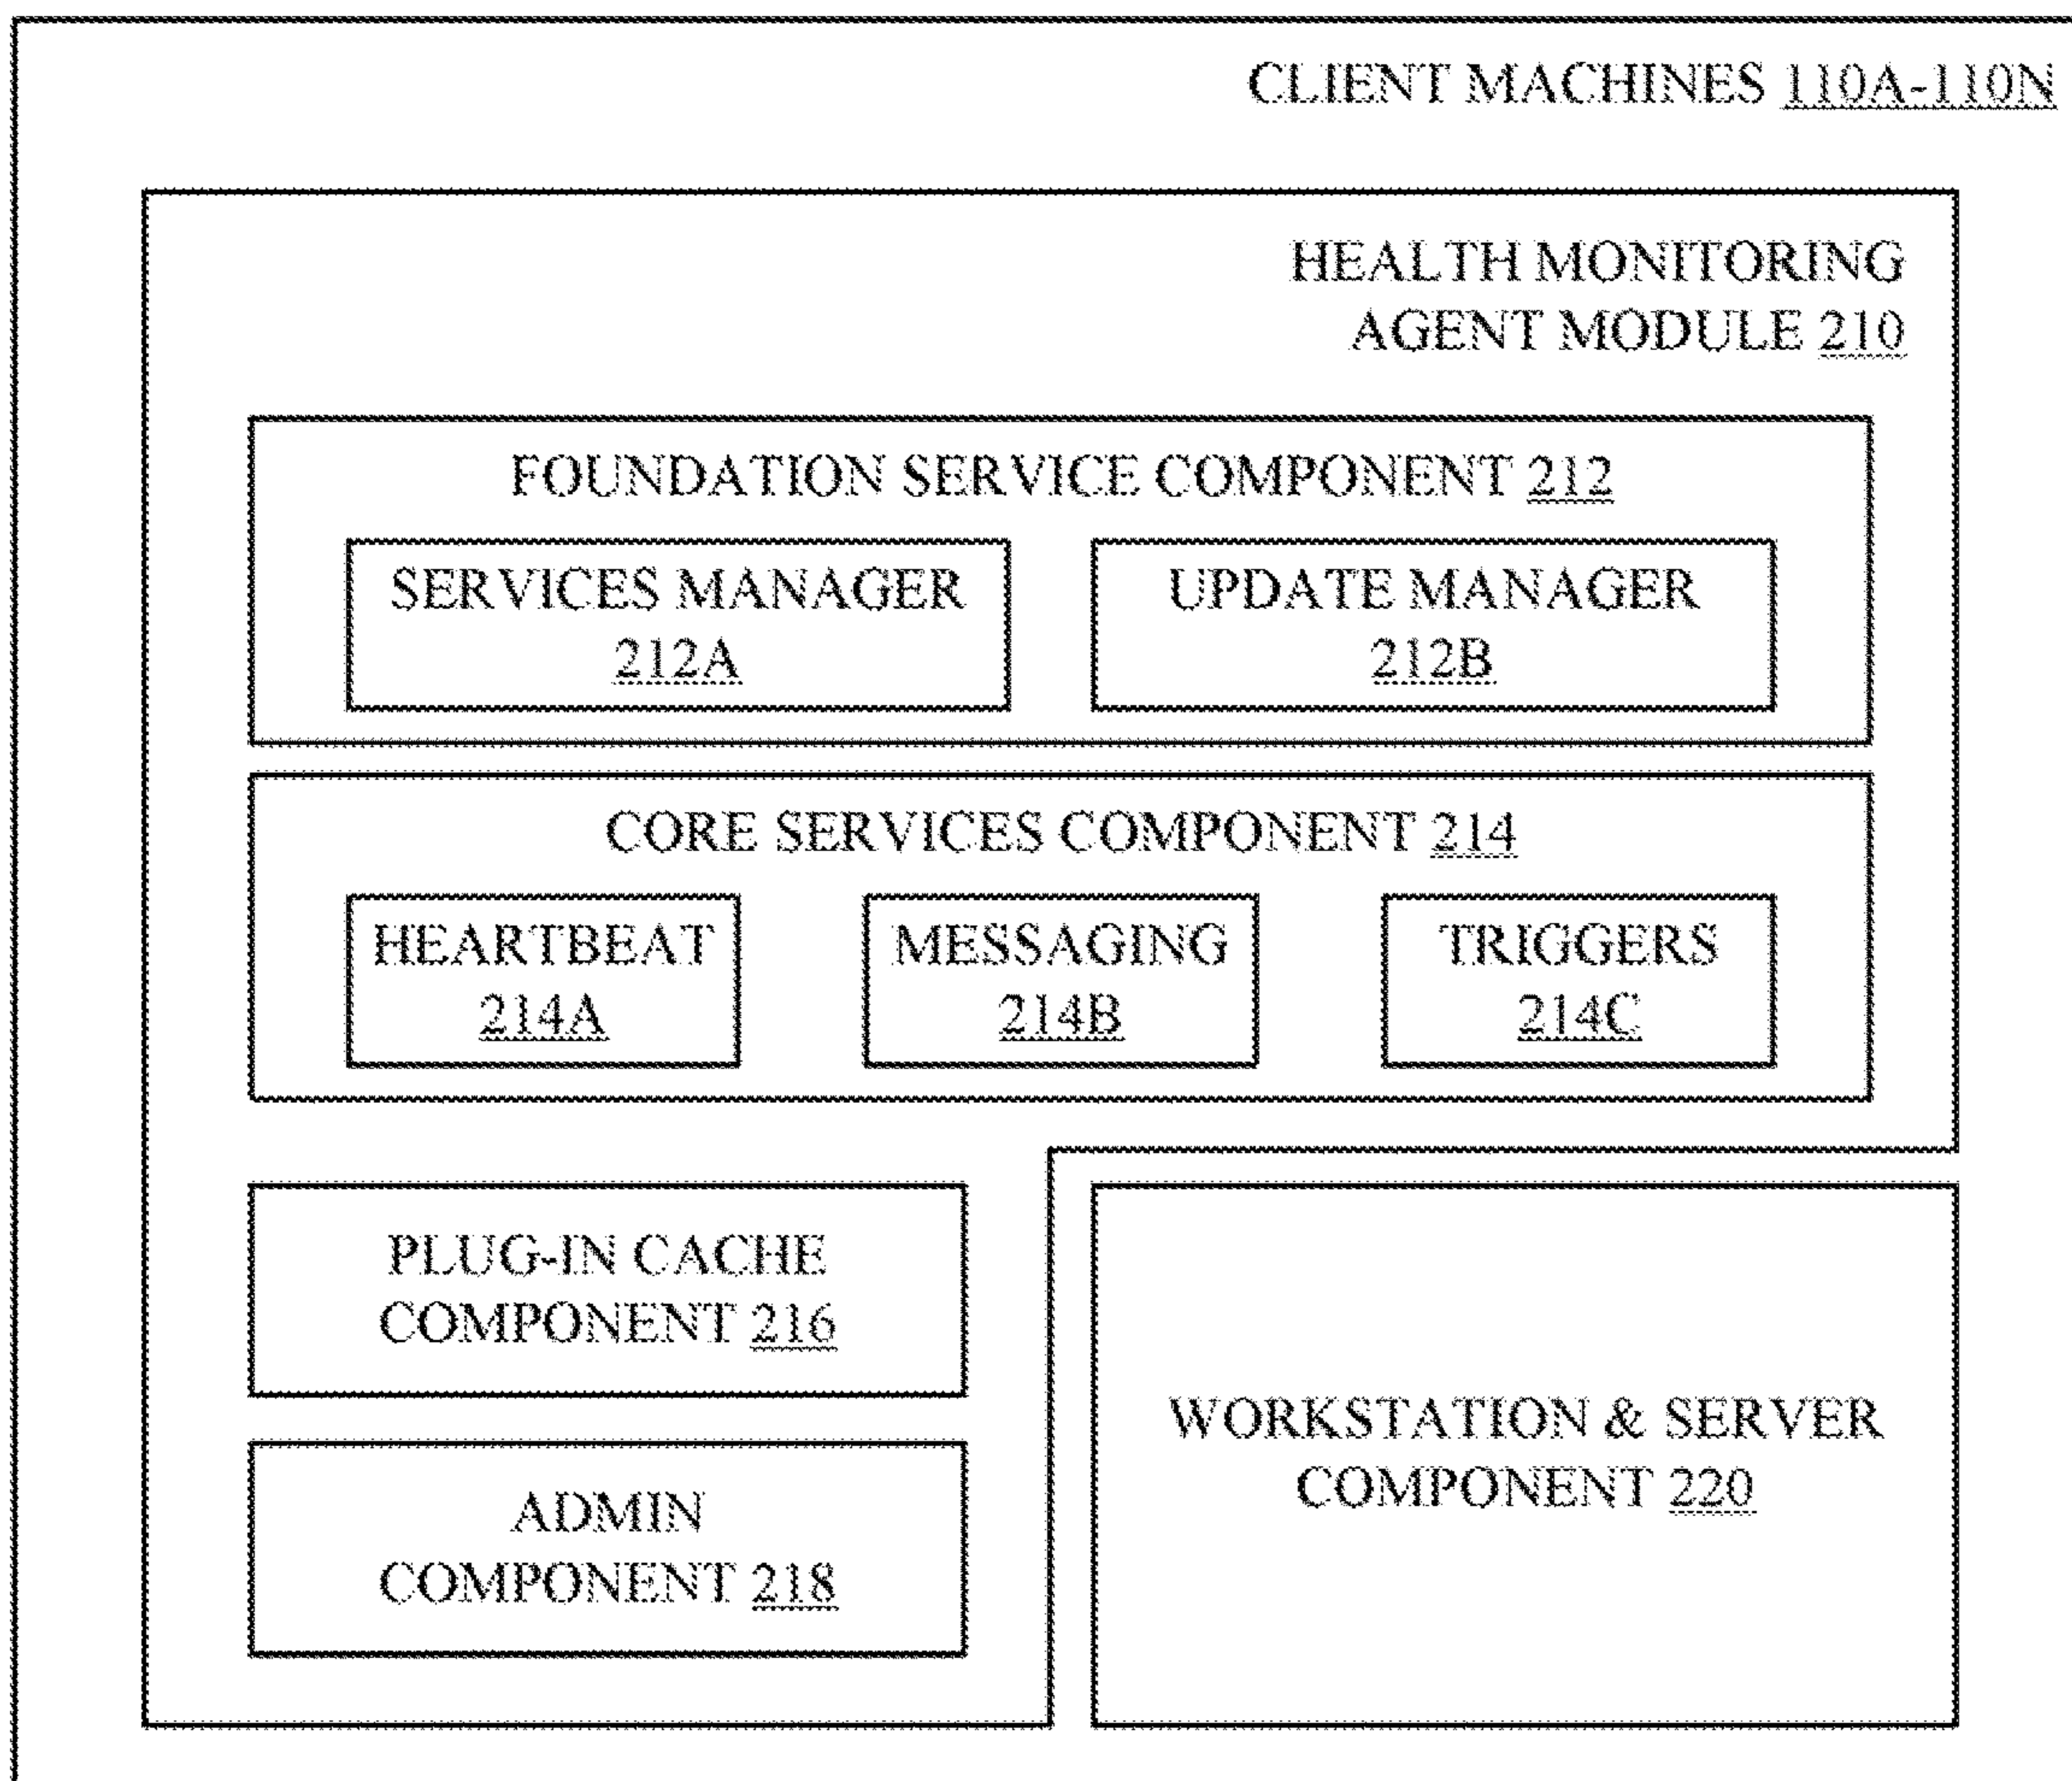 CLIENT MACHINES 110A-110N
HEALTH MONITORING
AGENT MODULE 210
FOUNDATION SERVICE COMPONENT 212
SERVICES MANAGER
212A
UPDATE MANAGER
212B
CORE SERVICES COMPONENT 214
HEARTBEAT
214A
MESSAGING
214B
TRIGGERS
214C
PLUG-IN CACHE
COMPONENT 216
ADMIN
COMPONENT 218
WORKSTATION & SERVER
COMPONENT 220